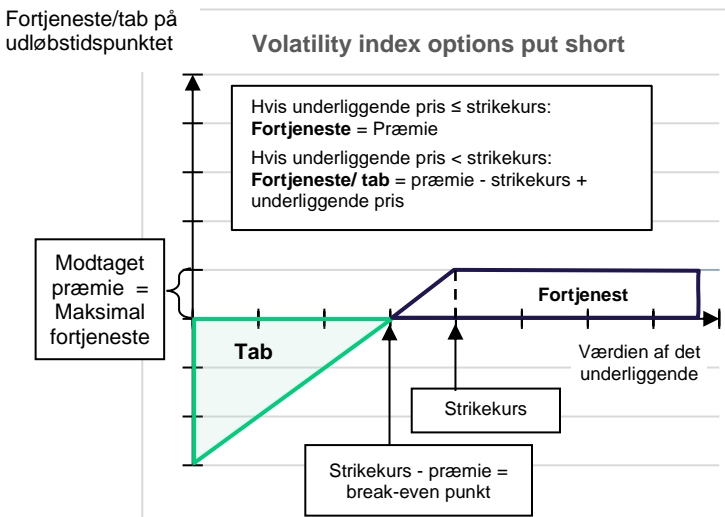 Fortjeneste/tab på
udløbstidspunktet
Volatility index options put short
Hvis underliggende pris ≤ strikekurs:
Fortjeneste = Præmie
Hvis underliggende pris < strikekurs:
Fortjeneste/ tab = præmie - strikekurs +
underliggende pris
Modtaget
præmie =
Maksimal
fortjeneste
Fortjenest
Tab
Værdien af det
underliggende
Strikekurs
Strikekurs - præmie =
break-even punkt